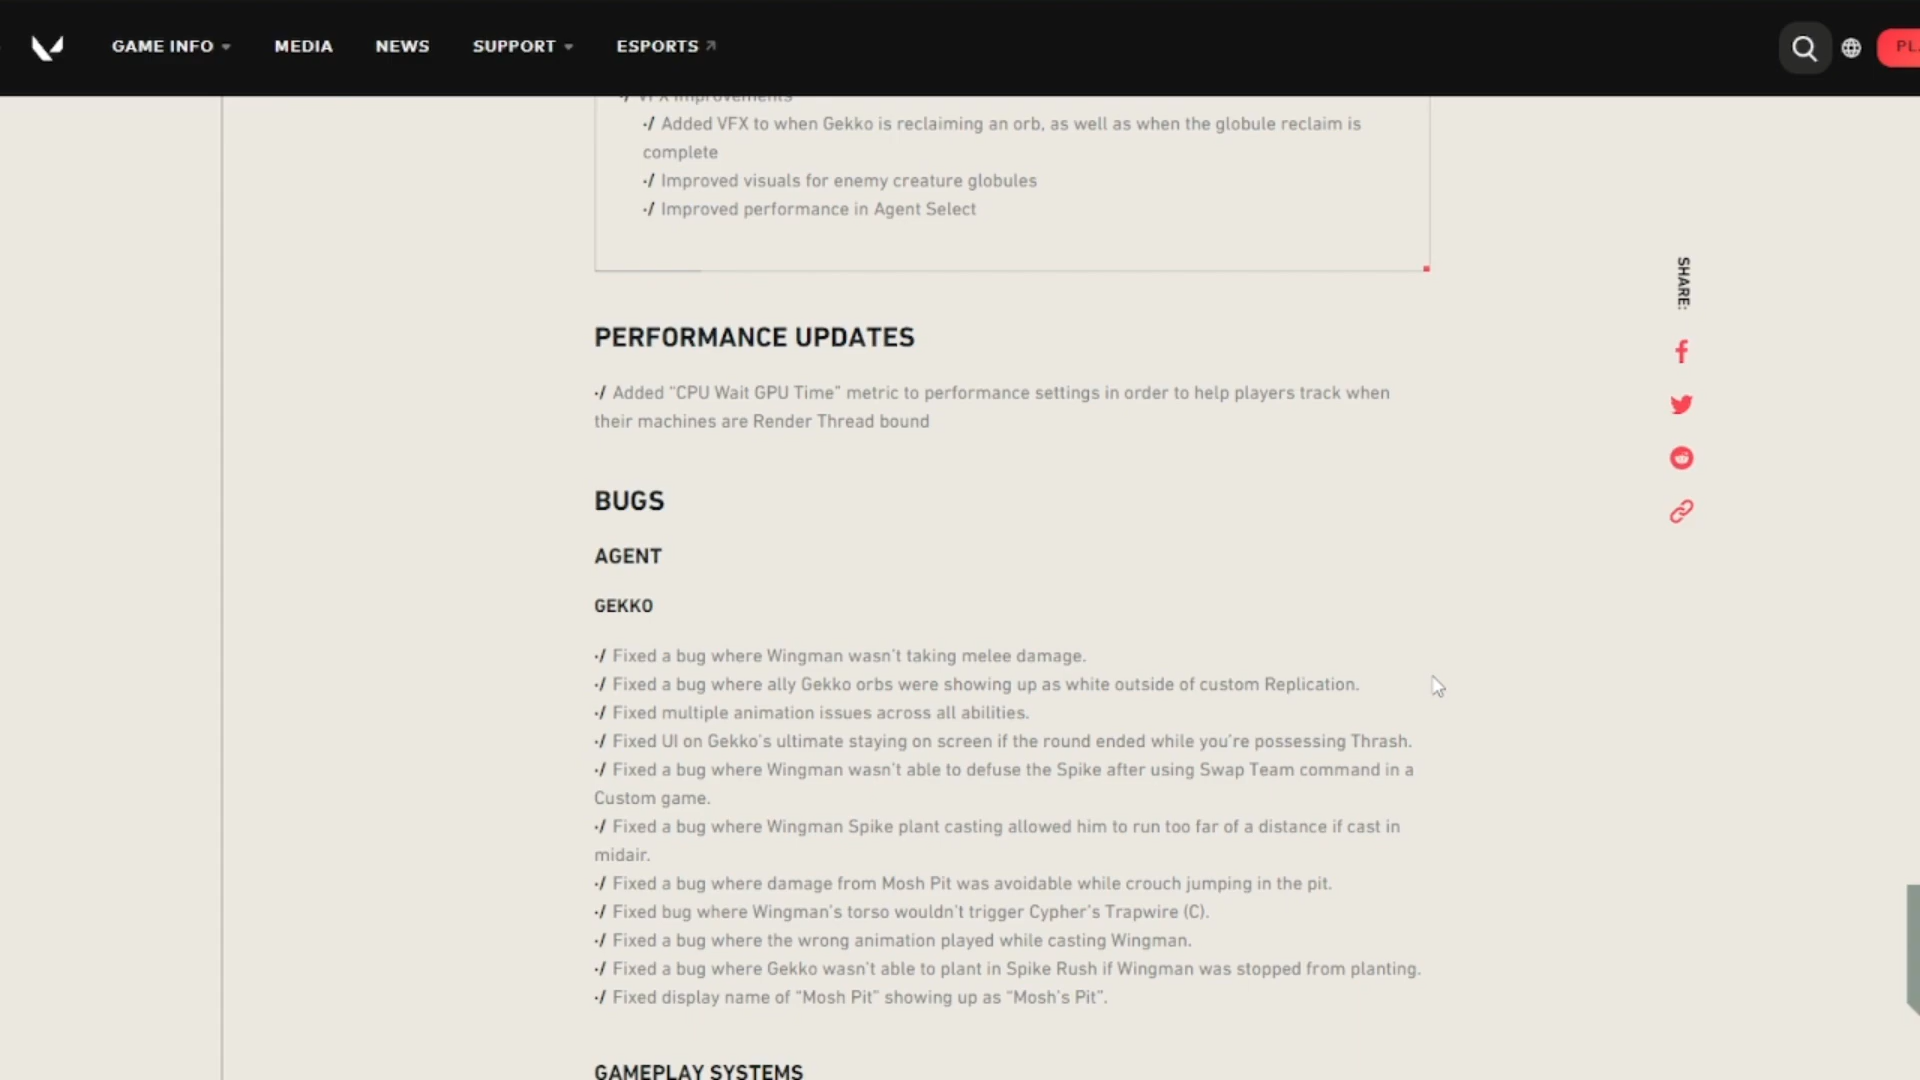 GAME INFO
MEDIA
NEWS
SUPPORT
ESPORTS
VFX Improvements
·/ Added VFX to when Gekko is reclaiming an orb, as well as when the globule reclaim is
complete
·/ Improved visuals for enemy creature globules
·/ Improved performance in Agent Select
SHARE:
PERFORMANCE UPDATES
·/ Added “CPU Wait GPU Time” metric to performance settings in order to help players track when
their machines are Render Thread bound
BUGS
AGENT
GEKKO
·/ Fixed a bug where Wingman wasn’t taking melee damage.
·/ Fixed a bug where ally Gekko orbs were showing up as white outside of custom Replication.
·/ Fixed multiple animation issues across all abilities.
·/ Fixed UI on Gekko’s ultimate staying on screen if the round ended while you’re possessing Thrash.
·/ Fixed a bug where Wingman wasn’t able to defuse the Spike after using Swap Team command in a
Custom game.
·/ Fixed a bug where Wingman Spike plant casting allowed him to run too far of a distance if cast in
midair.
·/ Fixed a bug where damage from Mosh Pit was avoidable while crouch jumping in the pit.
·/ Fixed bug where Wingman’s torso wouldn’t trigger Cypher’s Trapwire (C).
·/ Fixed a bug where the wrong animation played while casting Wingman.
·/ Fixed a bug where Gekko wasn’t able to plant in Spike Rush if Wingman was stopped from planting.
·/ Fixed display name of “Mosh Pit” showing up as “Mosh’s Pit”.
GAMEPLAY SYSTEMS